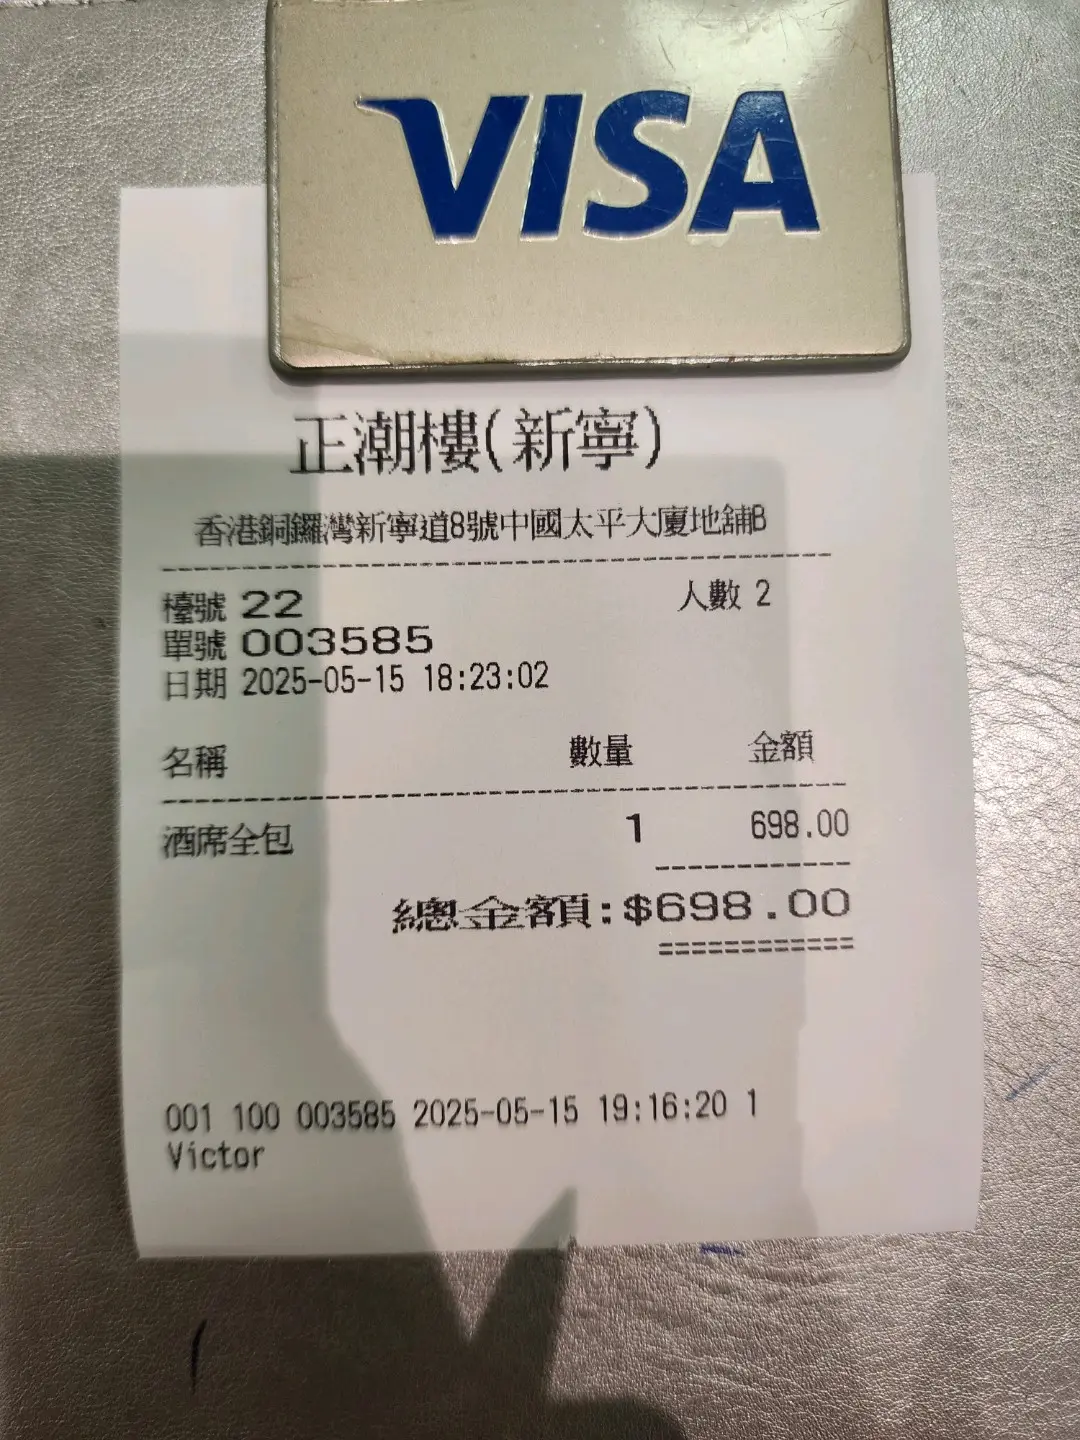 VISA
正潮樓(新寧)
香港銅鑼灣新寧道8號中國太平大廈地舖B
檯號 22 人數 2
單號 003585
日期 2025-05-15 18:23:02
名稱 數量 金額
酒席全包 1 698.00
總金額:$698.00
001 100 003585 2025-05-15 19:16:20 1
Victor